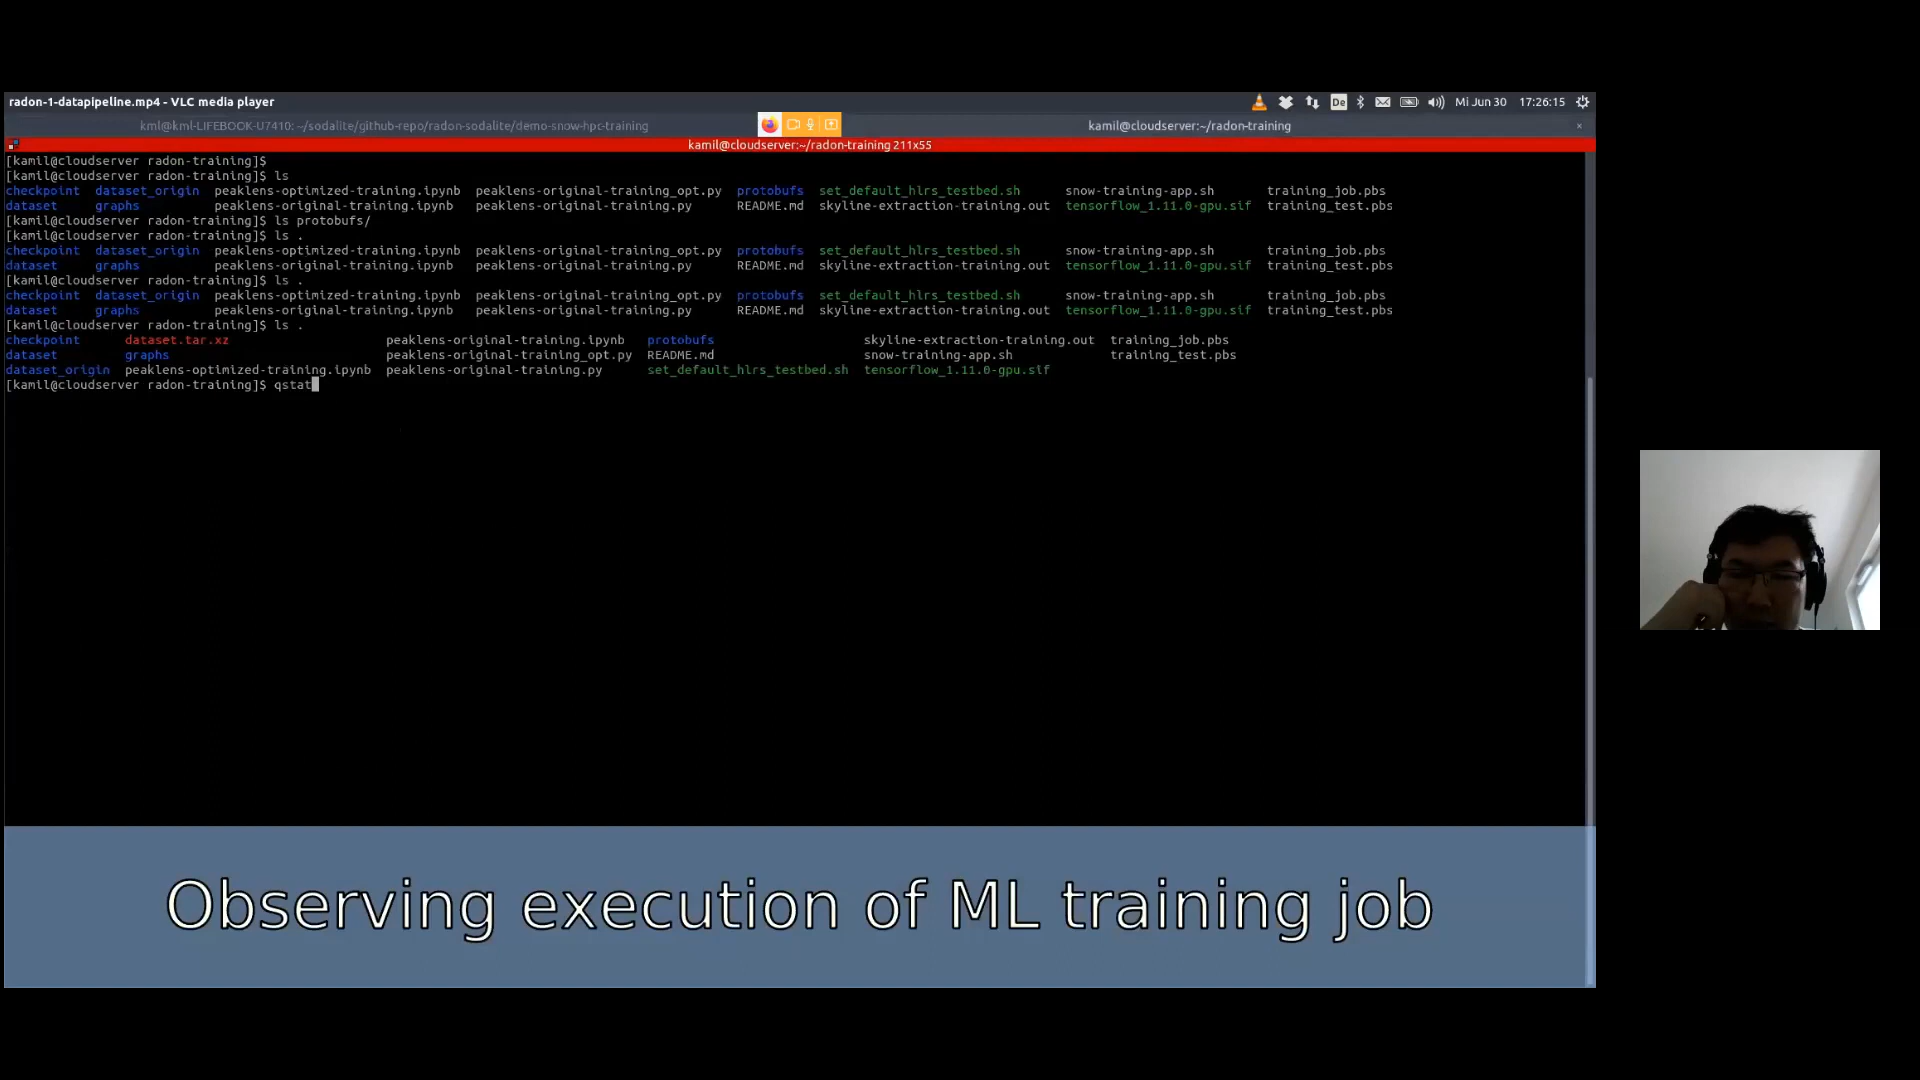 radon-1-datapipeline.mp4 - VLC media player
De
Mi Jun 30 17:26:15
kml@kml-LIFEBOOK-U7410: ~/sodalite/github-repo/radon-sodalite/demo-snow-hpc-training
kamil@cloudserver:~/radon-training
×
kamil@cloudserver:~/radon-training 211x55
[kamil@cloudserver radon-training]$
[kamil@cloudserver radon-training]$ ls
checkpoint dataset_origin peaklens-optimized-training.ipynb peaklens-original-training_opt.py protobufs set_default_hlrs_testbed.sh snow-training-app.sh training_job.pbs
dataset graphs peaklens-original-training.ipynb peaklens-original-training.py README.md skyline-extraction-training.out tensorflow_1.11.0-gpu.sif training_test.pbs
[kamil@cloudserver radon-training]$ ls protobufs/
[kamil@cloudserver radon-training]$ ls .
checkpoint dataset_origin peaklens-optimized-training.ipynb peaklens-original-training_opt.py protobufs set_default_hlrs_testbed.sh snow-training-app.sh training_job.pbs
dataset graphs peaklens-original-training.ipynb peaklens-original-training.py README.md skyline-extraction-training.out tensorflow_1.11.0-gpu.sif training_test.pbs
[kamil@cloudserver radon-training]$ ls .
checkpoint dataset_origin peaklens-optimized-training.ipynb peaklens-original-training_opt.py protobufs set_default_hlrs_testbed.sh snow-training-app.sh training_job.pbs
dataset graphs peaklens-original-training.ipynb peaklens-original-training.py README.md skyline-extraction-training.out tensorflow_1.11.0-gpu.sif training_test.pbs
[kamil@cloudserver radon-training]$ ls .
checkpoint dataset.tar.xz peaklens-original-training.ipynb protobufs skyline-extraction-training.out training_job.pbs
dataset graphs peaklens-original-training_opt.py README.md snow-training-app.sh training_test.pbs
dataset_origin peaklens-optimized-training.ipynb peaklens-original-training.py set_default_hlrs_testbed.sh tensorflow_1.11.0-gpu.sif
[kamil@cloudserver radon-training]$ qstat
Observing execution of ML training job